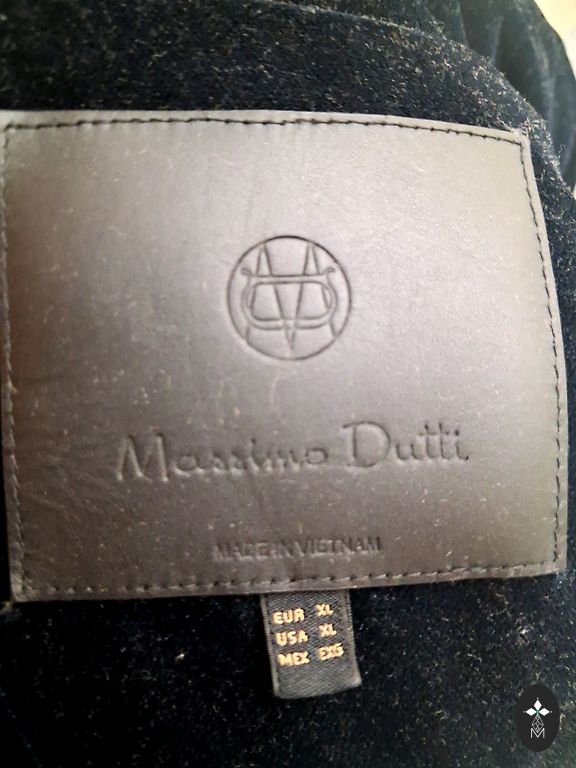 Massimo Dutti
MADE IN VIETNAM
EUR XL
USA XL
MEX EXG